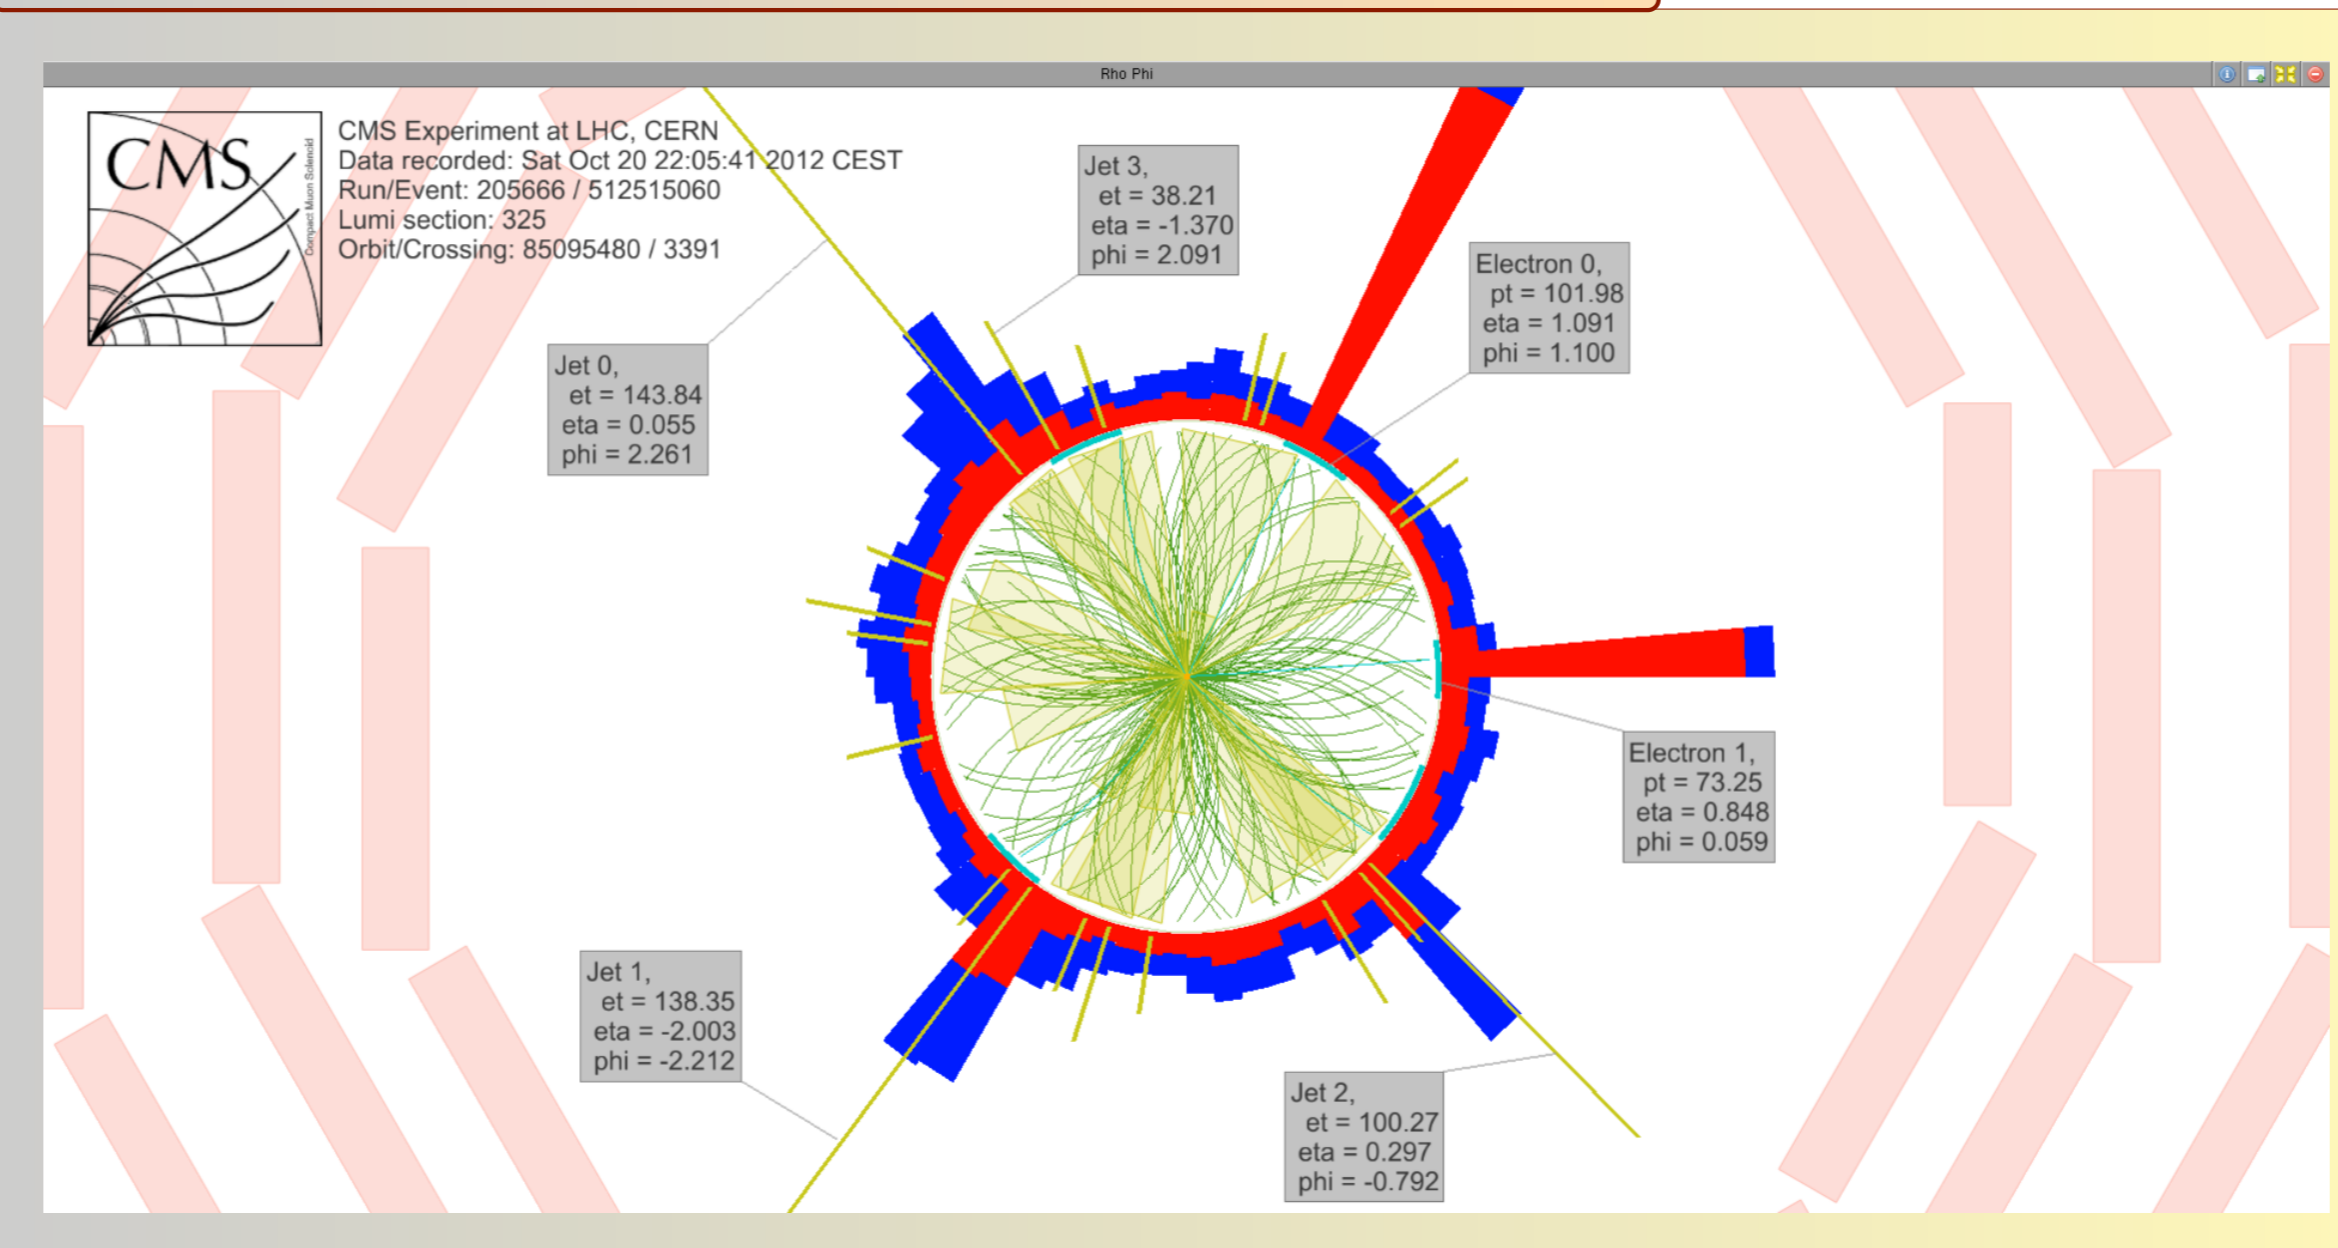 Rho Phi
CMS
Compact Muon Solenoid
CMS Experiment at LHC, CERN
Data recorded: Sat Oct 20 22:05:41 2012 CEST
Run/Event: 205666 / 512515060
Lumi section: 325
Orbit/Crossing: 85095480 / 3391
Jet 3,
et = 38.21
eta = -1.370
phi = 2.091
Electron 0,
pt = 101.98
eta = 1.091
phi = 1.100
Jet 0,
et = 143.84
eta = 0.055
phi = 2.261
Electron 1,
pt = 73.25
eta = 0.848
phi = 0.059
Jet 1,
et = 138.35
eta = -2.003
phi = -2.212
Jet 2,
et = 100.27
eta = 0.297
phi = -0.792